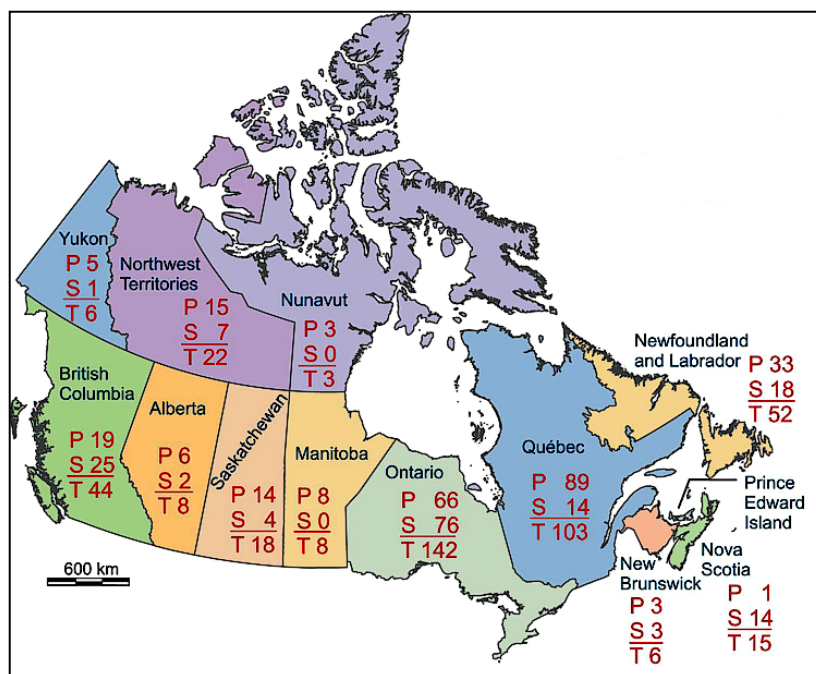 Yukon
P 5
S 1
T 6
Northwest
Territories
P 15
S 7
T 22
Nunavut
P 3
S 0
T 3
British
Columbia
P 19
S 25
T 44
Alberta
P 6
S 2
T 8
Saskatchewan
P 14
S 4
T 18
Manitoba
P 8
S 0
T 8
Ontario
P 66
S 76
T 142
Québec
P 89
S 14
T 103
Newfoundland
and Labrador
P 33
S 18
T 52
Prince
Edward
Island
Nova
Scotia
P 1
S 14
T 15
New
Brunswick
P 3
S 3
T 6
600 km